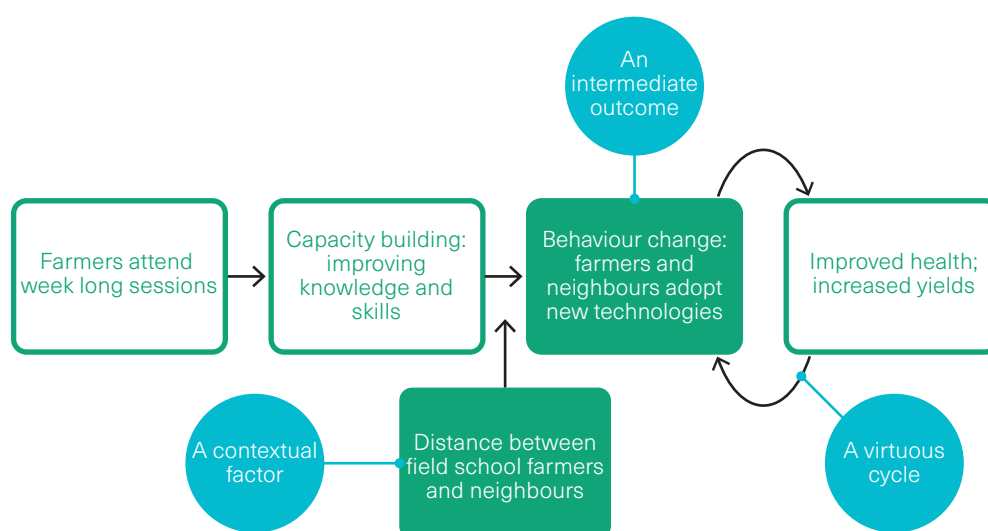 An
intermediate
outcome
Farmers attend
week long sessions
Capacity building:
improving
knowledge and
skills
Behaviour change:
farmers and
neighbours adopt
new technologies
Improved health;
increased yields
A contextual
factor
Distance between
field school farmers
and neighbours
A virtuous
cycle